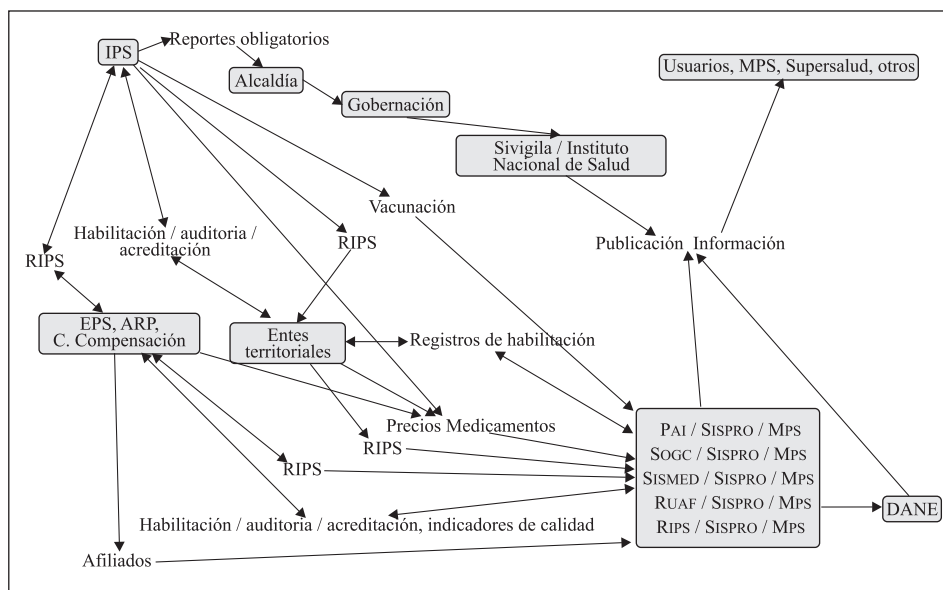 Reportes obligatorios
IPS
Alcaldía
Usuarios, MPS, Supersalud, otros
Gobernación
Sivigila / Instituto
Nacional de Salud
Vacunación
Habilitación / auditoria /
acreditación
RIPS
Publicación Información
RIPS
EPS, ARP,
C. Compensación
Entes
territoriales
Registros de habilitación
Precios Medicamentos
RIPS
RIPS
PAI / SISPRO / MPS
SOGC / SISPRO / MPS
SISMED / SISPRO / MPS
RUAF / SISPRO / MPS
RIPS / SISPRO / MPS
DANE
Habilitación / auditoria / acreditación, indicadores de calidad
Afiliados